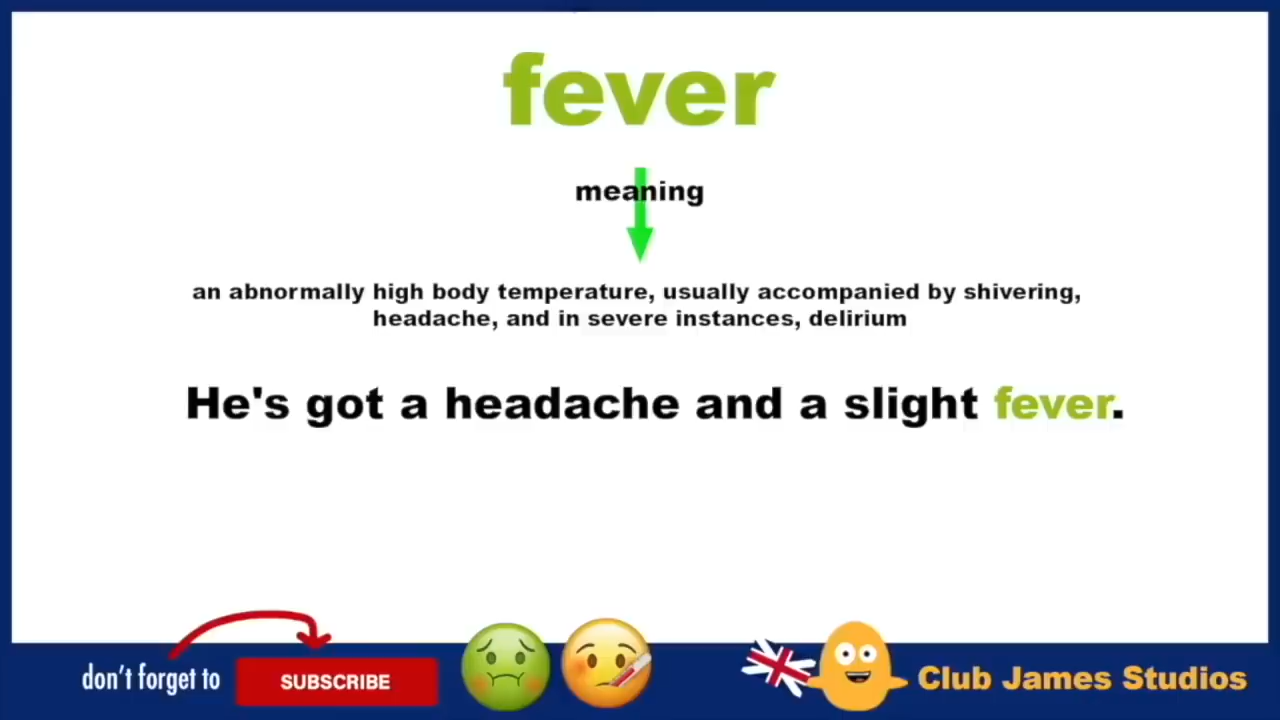 fever
meaning
an abnormally high body temperature, usually accompanied by shivering,
headache, and in severe instances, delirium
He's got a headache and a slight fever.
don't forget to
SUBSCRIBE
Club James Studios